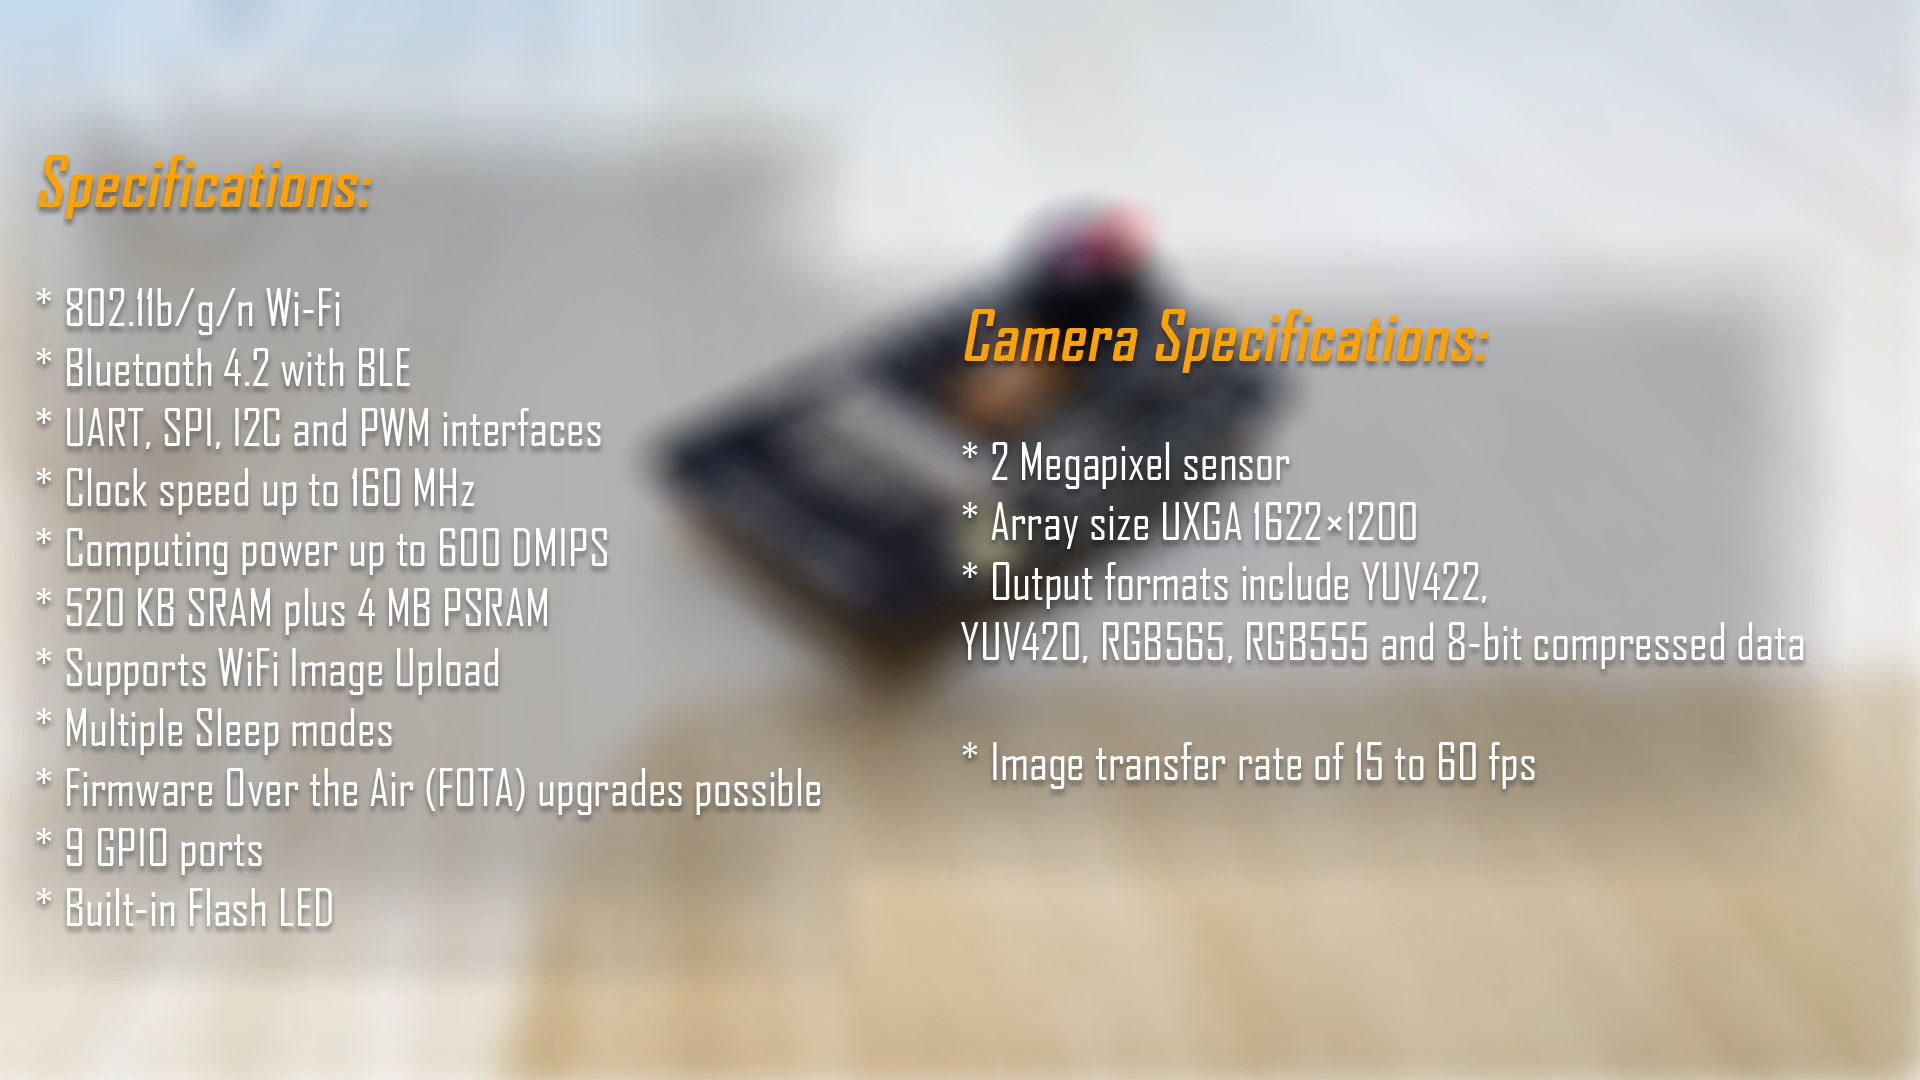 Specifications:
* 802.11b/g/n Wi-Fi
* Bluetooth 4.2 with BLE
* UART, SPI, I2C and PWM interfaces
* Clock speed up to 160 MHz
* Computing power up to 600 DMIPS
* 520 KB SRAM plus 4 MB PSRAM
* Supports WiFi Image Upload
* Multiple Sleep modes
* Firmware Over the Air (FOTA) upgrades possible
* 9 GPIO ports
* Built-in Flash LED
Camera Specifications:
* 2 Megapixel sensor
* Array size UXGA 1622×1200
* Output formats include YUV422,
YUV420, RGB565, RGB555 and 8-bit compressed data
* Image transfer rate of 15 to 60 fps